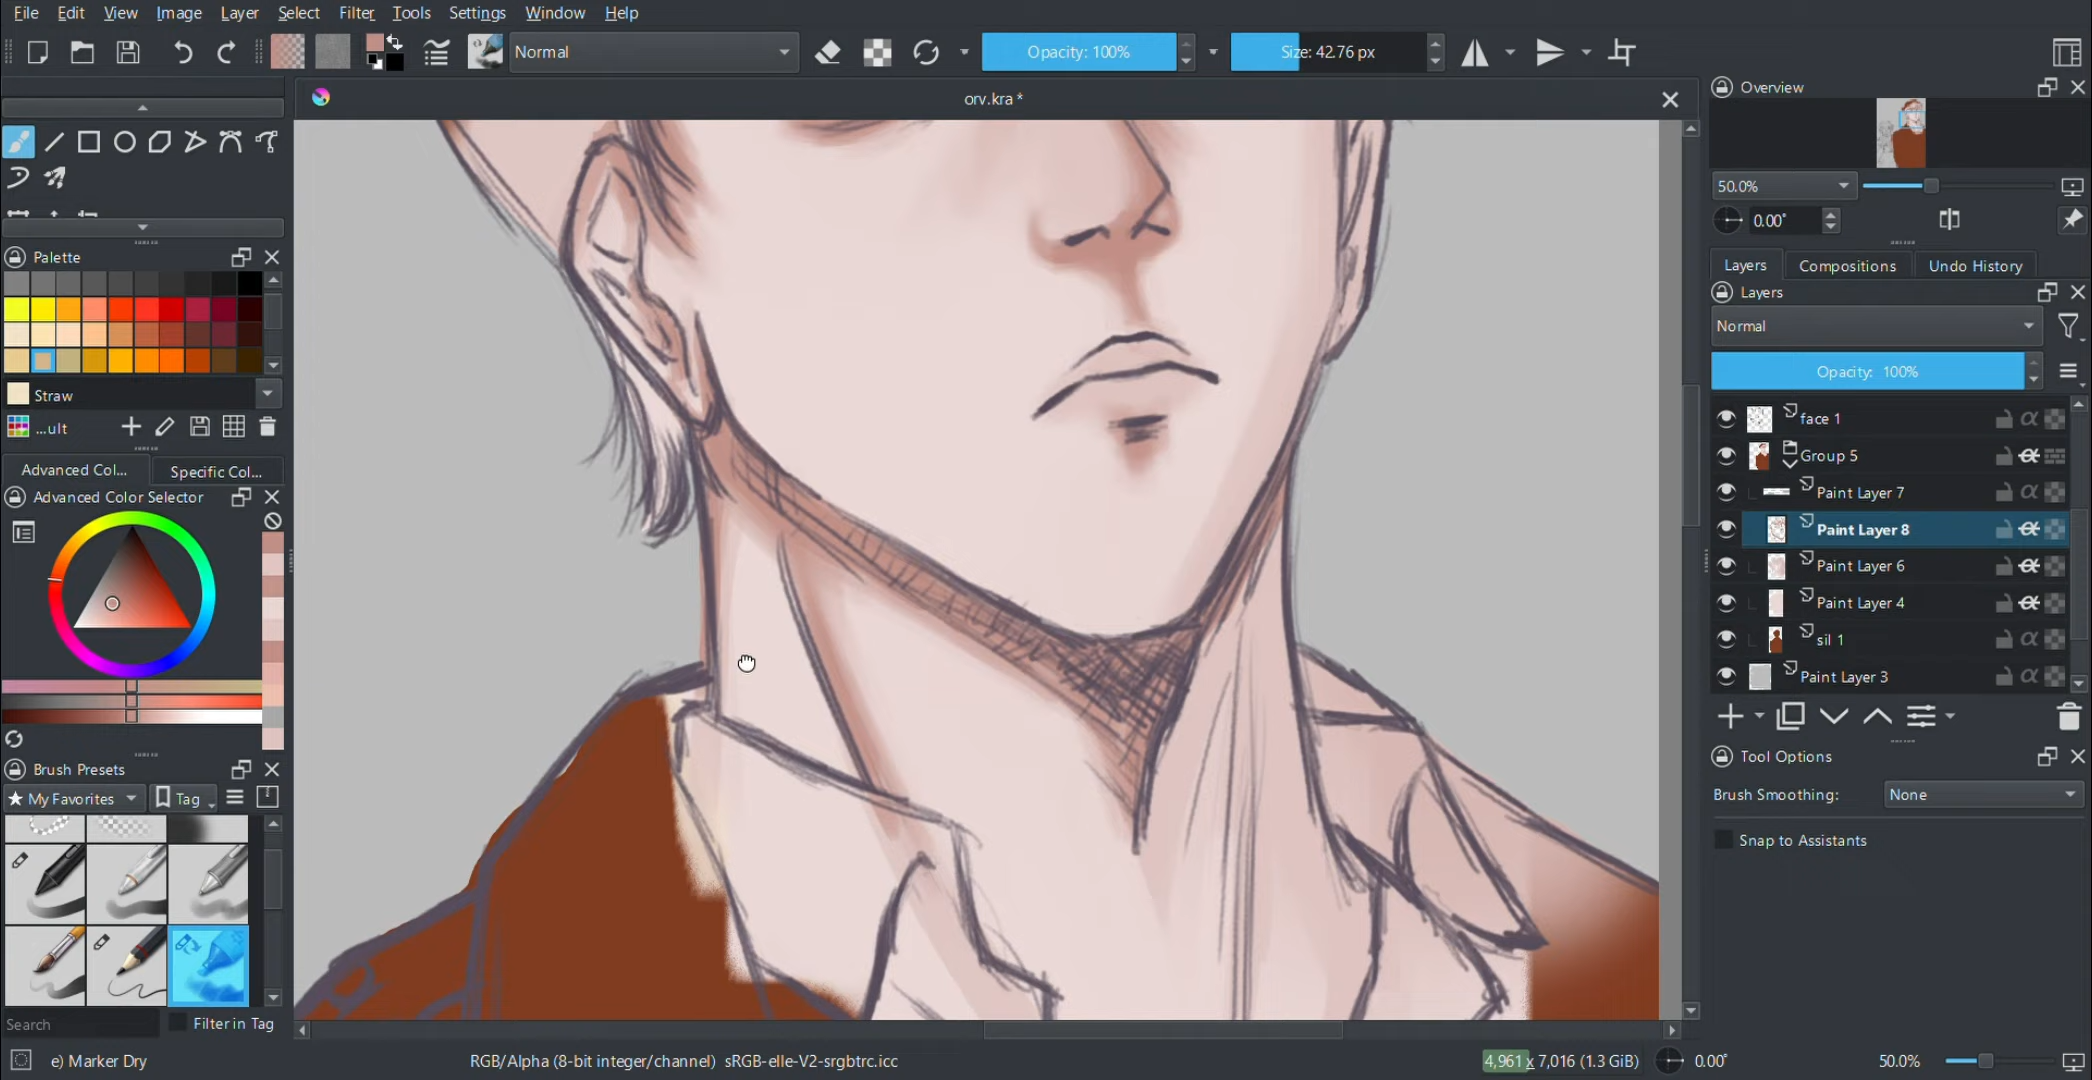 File Edit View Image Layer Select Filter Tools Settings Window Help
Normal
Opacity: 100%
Size: 42.76 px
orv.kra *
Overview
50.0%
0.00°
Layers Compositions Undo History
Layers
Normal
Opacity: 100%
face 1
Group 5
Paint Layer 7
Paint Layer 8
Paint Layer 6
Paint Layer 4
sil 1
Paint Layer 3
Tool Options
Brush Smoothing: None
Snap to Assistants
Palette
Straw
...ult
Advanced Col... Specific Col...
Advanced Color Selector
Brush Presets
★ My Favorites Tag
Search Filter in Tag
e) Marker Dry
RGB/Alpha (8-bit integer/channel) sRGB-elle-V2-srgbtrc.icc
4,961 x 7,016 (1.3 GiB)
0.00°
50.0%